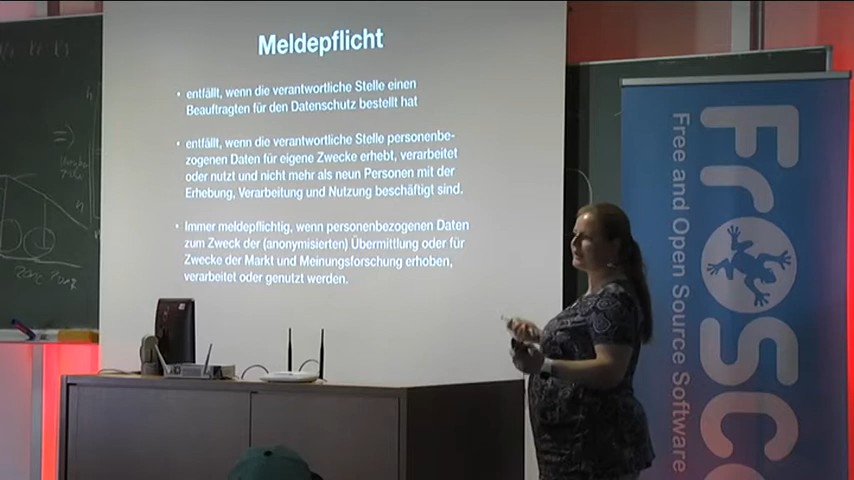 Meldepflicht
• entfällt, wenn die verantwortliche Stelle einen
Beauftragten für den Datenschutz bestellt hat
• entfällt, wenn die verantwortliche Stelle personenbe-
zogenen Daten für eigene Zwecke erhebt, verarbeitet
oder nutzt und nicht mehr als neun Personen mit der
Erhebung, Verarbeitung und Nutzung beschäftigt sind.
• Immer meldepflichtig, wenn personenbezogenen Daten
zum Zweck der (anonymisierten) Übermittlung oder für
Zwecke der Markt und Meinungsforschung erhoben,
verarbeitet oder genutzt werden.
Free and Open Source Software
FrOSC